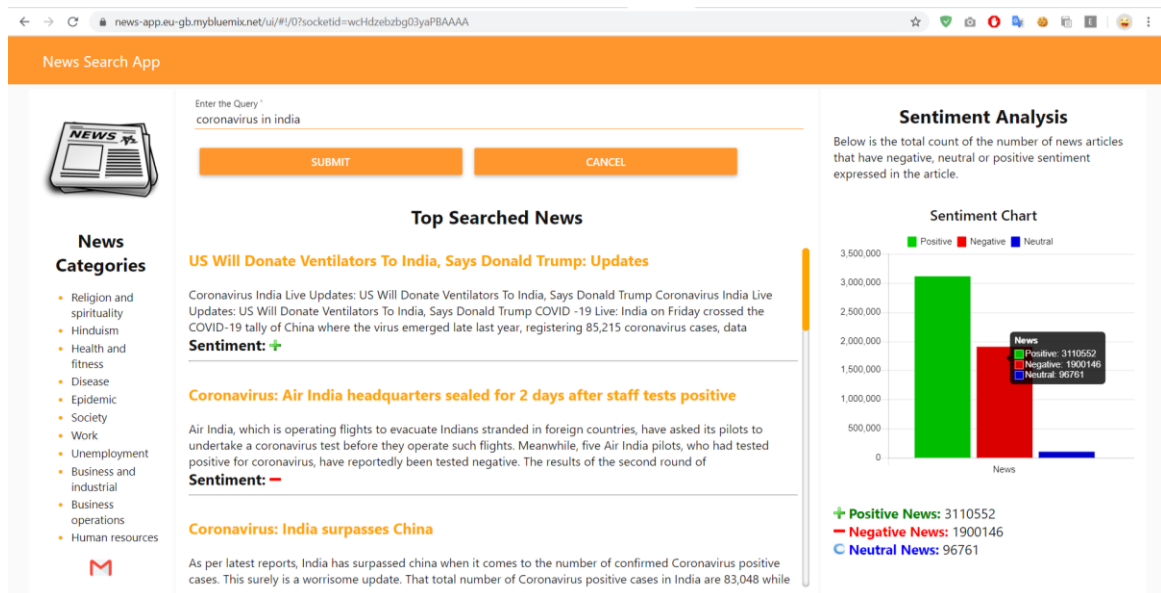 news-app.eu-gb.mybluemix.net/ui/#!/0?socketid=wcHdzebzbg03yaPBAAAA
News Search App
NEWS
News
Categories
Religion and
spirituality
Hinduism
Health and
fitness
Disease
Epidemic
Society
Work
Unemployment
Business and
industrial
Business
operations
Human resources
Enter the Query *
coronavirus in india
SUBMIT
CANCEL
Top Searched News
US Will Donate Ventilators To India, Says Donald Trump: Updates
Coronavirus India Live Updates: US Will Donate Ventilators To India, Says Donald Trump Coronavirus India Live
Updates: US Will Donate Ventilators To India, Says Donald Trump COVID -19 Live: India on Friday crossed the
COVID-19 tally of China where the virus emerged late last year, registering 85,215 coronavirus cases, data
Sentiment:
Coronavirus: Air India headquarters sealed for 2 days after staff tests positive
Air India, which is operating flights to evacuate Indians stranded in foreign countries, have asked its pilots to
undertake a coronavirus test before they operate such flights. Meanwhile, five Air India pilots, who had tested
positive for coronavirus, have reportedly been tested negative. The results of the second round of
Sentiment:
Coronavirus: India surpasses China
As per latest reports, India has surpassed china when it comes to the number of confirmed Coronavirus positive
cases. This surely is a worrisome update. That total number of Coronavirus positive cases in India are 83,048 while
Sentiment Analysis
Below is the total count of the number of news articles
that have negative, neutral or positive sentiment
expressed in the article.
Sentiment Chart
Positive Negative Neutral
3,500,000
3,000,000
2,500,000
2,000,000
1,500,000
1,000,000
500,000
0
News
Positive: 3110552
Negative: 1900146
Neutral: 96761
News
Positive News: 3110552
Negative News: 1900146
Neutral News: 96761